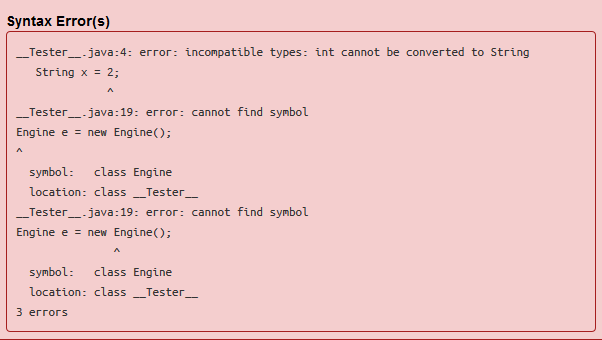 Syntax Error(s)
__Tester__.java:4: error: incompatible types: int cannot be converted to String
   String x = 2;
              ^
__Tester__.java:19: error: cannot find symbol
Engine e = new Engine();
^
  symbol:   class Engine
  location: class __Tester__
__Tester__.java:19: error: cannot find symbol
Engine e = new Engine();
               ^
  symbol:   class Engine
  location: class __Tester__
3 errors